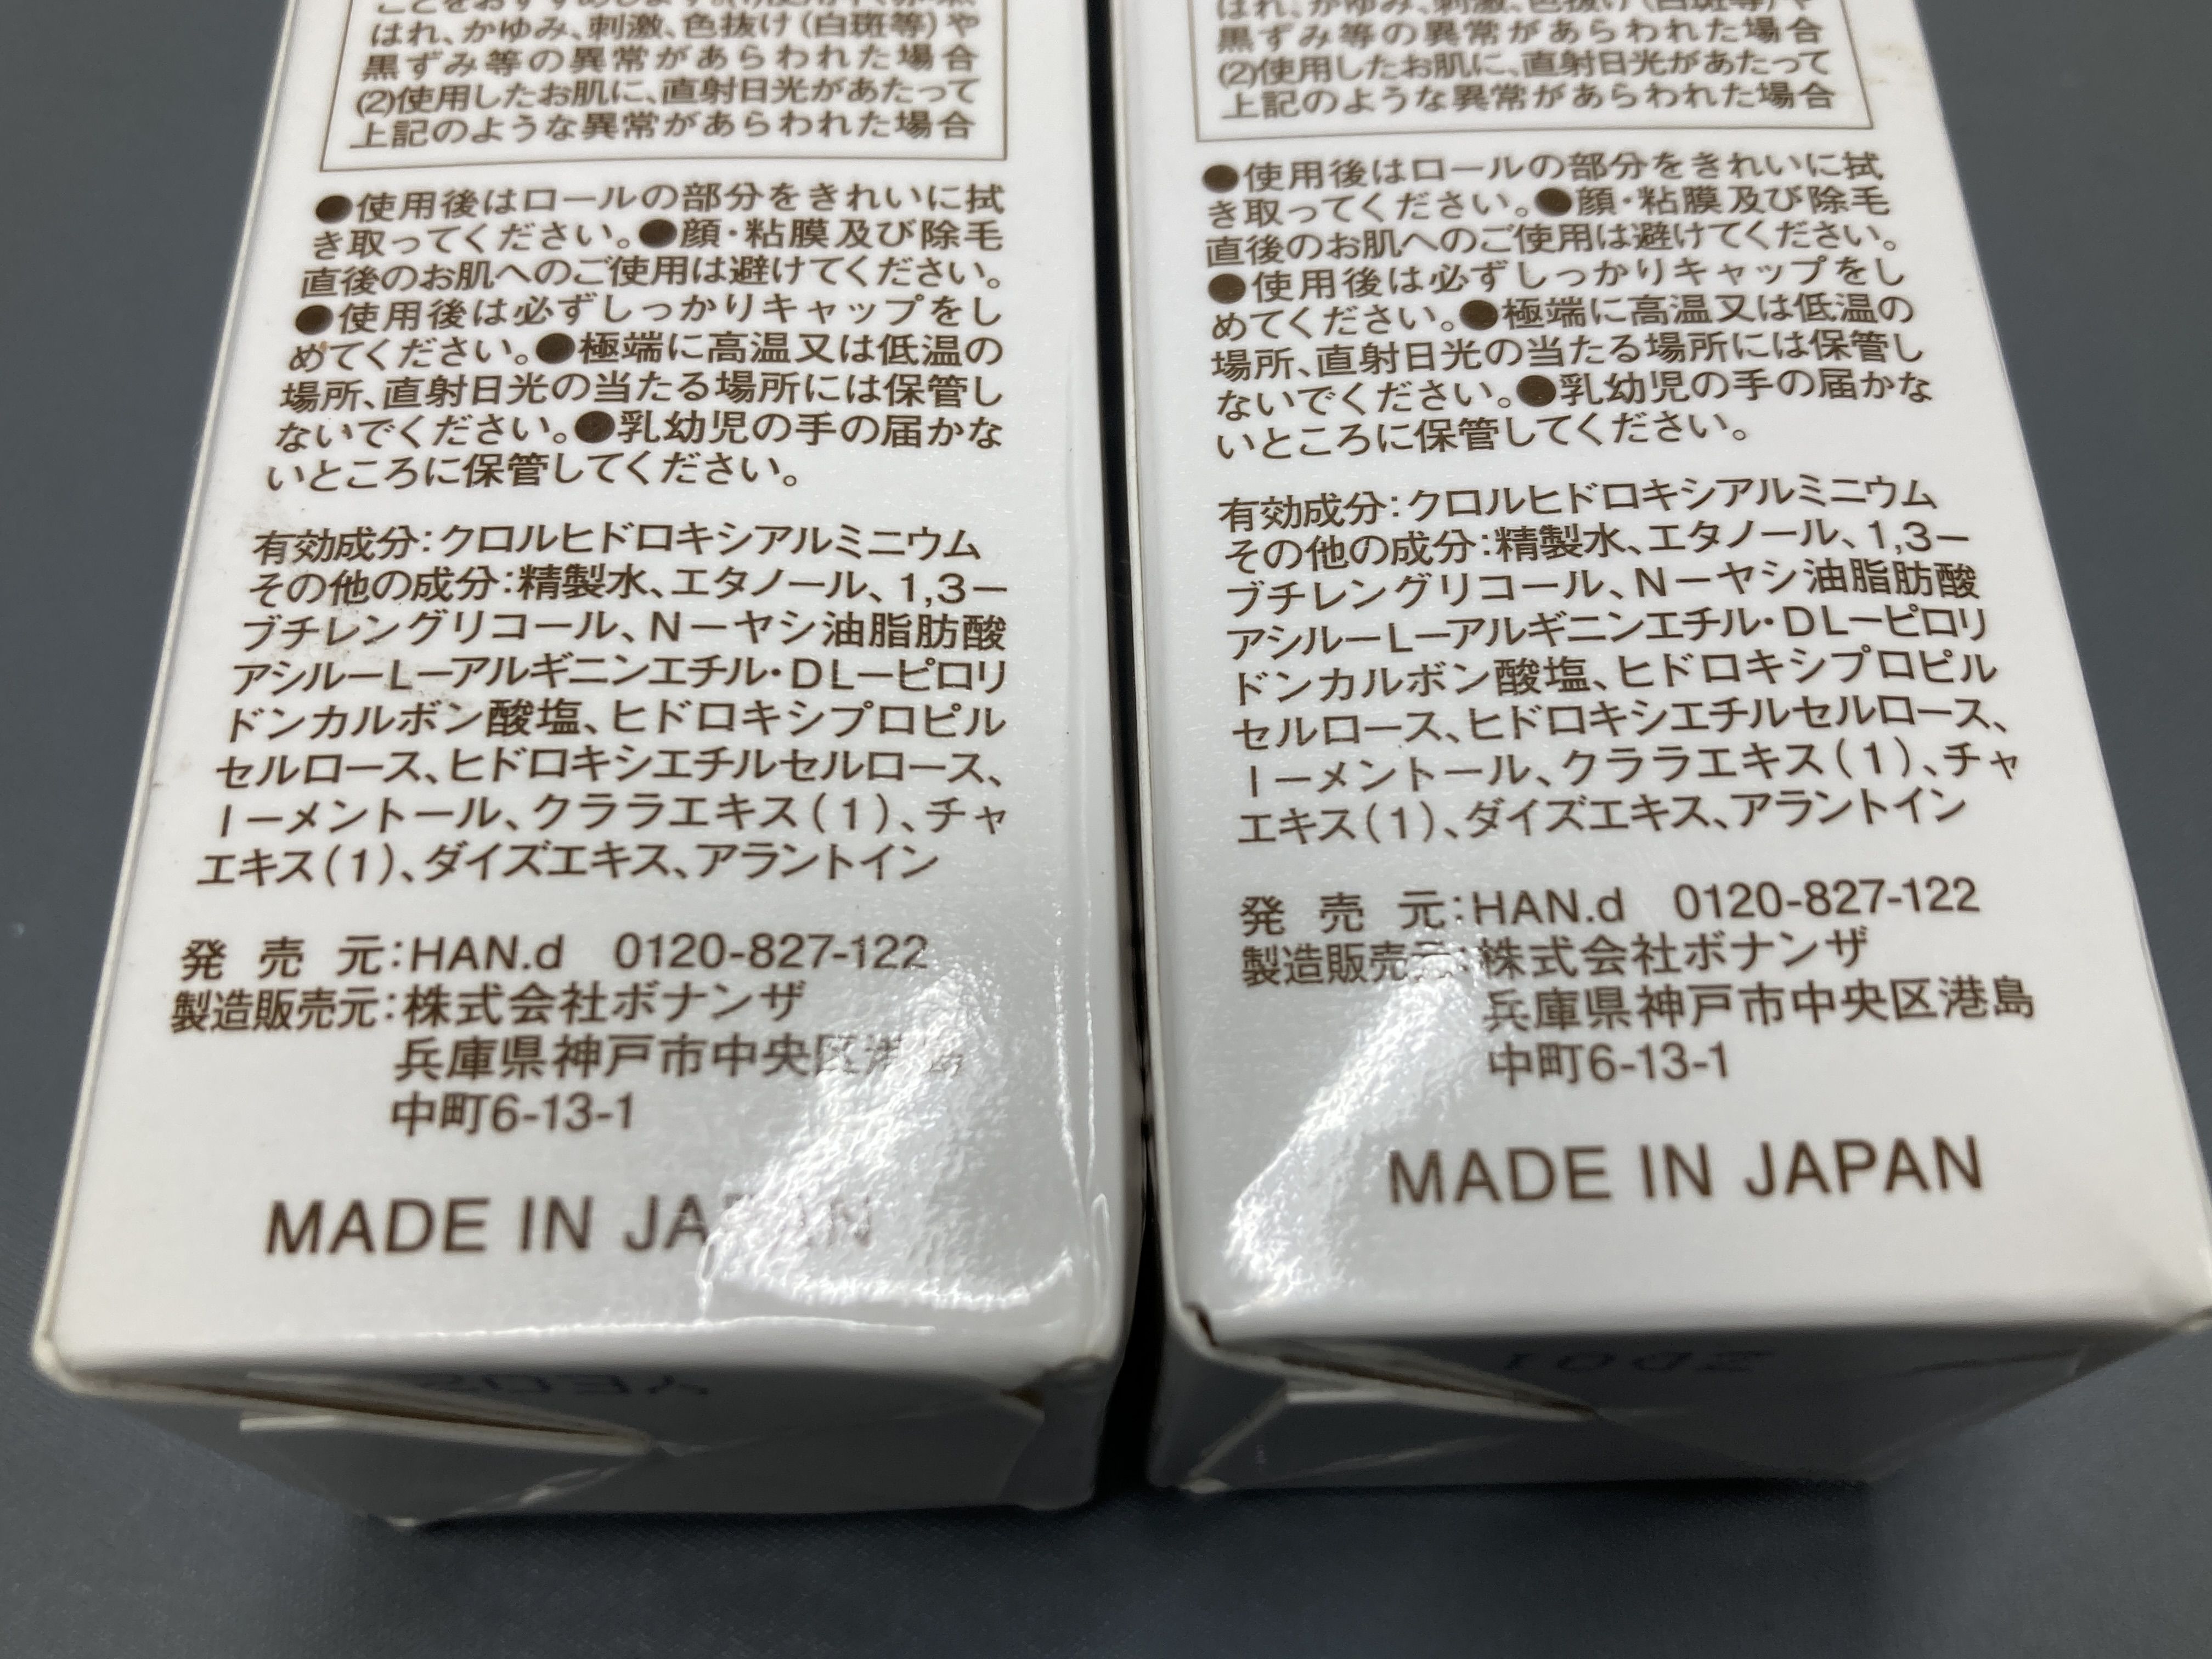 はれ、かゆみ、刺激、色抜け(白斑等)や
黒ずみ等の異常があらわれた場合
(2)使用したお肌に、直射日光があたって
上記のような異常があらわれた場合
●使用後はロールの部分をきれいに拭
き取ってください。●顔・粘膜及び除毛
直後のお肌へのご使用は避けてください。
●使用後は必ずしっかりキャップをし
めてください。●極端に高温又は低温の
場所、直射日光の当たる場所には保管し
ないでください。●乳幼児の手の届かな
いところに保管してください。
有効成分:クロルヒドロキシアルミニウム
その他の成分:精製水、エタノール、1,3－
ブチレングリコール、N－ヤシ油脂肪酸
アシル－L－アルギニンエチル・DL－ピロリ
ドンカルボン酸塩、ヒドロキシプロピル
セルロース、ヒドロキシエチルセルロース、
l－メントール、クララエキス(1)、チャ
エキス(1)、ダイズエキス、アラントイン
発売元:HAN.d 0120-827-122
製造販売元:株式会社ボナンザ
兵庫県神戸市中央区港島
中町6-13-1
MADE IN JAPAN
はれ、かゆみ、刺激、色抜け(白斑等)や
黒ずみ等の異常があらわれた場合
(2)使用したお肌に、直射日光があたって
上記のような異常があらわれた場合
●使用後はロールの部分をきれいに拭
き取ってください。●顔・粘膜及び除毛
直後のお肌へのご使用は避けてください。
●使用後は必ずしっかりキャップをし
めてください。●極端に高温又は低温の
場所、直射日光の当たる場所には保管し
ないでください。●乳幼児の手の届かな
いところに保管してください。
有効成分:クロルヒドロキシアルミニウム
その他の成分:精製水、エタノール、1,3－
ブチレングリコール、N－ヤシ油脂肪酸
アシル－L－アルギニンエチル・DL－ピロリ
ドンカルボン酸塩、ヒドロキシプロピル
セルロース、ヒドロキシエチルセルロース、
l－メントール、クララエキス(1)、チャ
エキス(1)、ダイズエキス、アラントイン
発売元:HAN.d 0120-827-122
製造販売元:株式会社ボナンザ
兵庫県神戸市中央区港島
中町6-13-1
MADE IN JAPAN